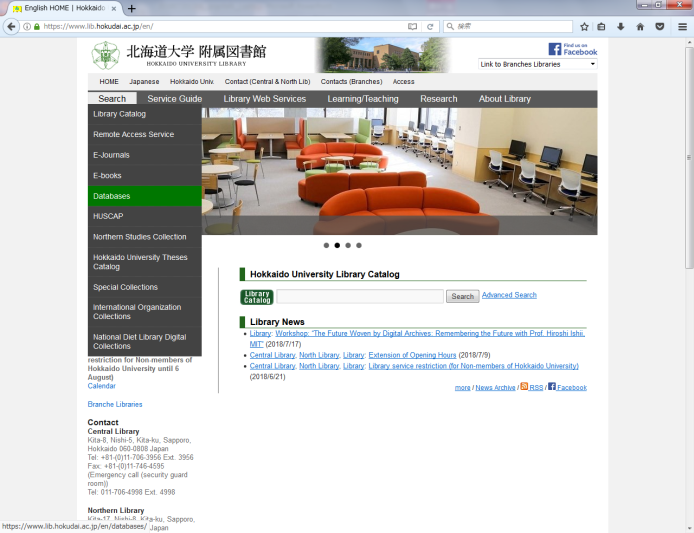 English HOME | Hokkaido
https://www.lib.hokudai.ac.jp/en/
検索
北海道大学 附属図書館
HOKKAIDO UNIVERSITY LIBRARY
Find us on
Facebook
Link to Branches Libraries
HOME Japanese Hokkaido Univ. Contact (Central & North Lib) Contacts (Branches) Access
Search Service Guide Library Web Services Learning/Teaching Research About Library
Library Catalog
Remote Access Service
E-Journals
E-books
Databases
HUSCAP
Northern Studies Collection
Hokkaido University Theses
Catalog
Special Collections
International Organization
Collections
National Diet Library Digital
Collections
restriction for Non-members of
Hokkaido University until 6
August)
Calendar
Branche Libraries
Contact
Central Library
Kita-8, Nishi-5, Kita-ku, Sapporo,
Hokkaido 060-0808 Japan
Tel: +81-(0)11-706-3956 Ext. 3956
Fax: +81-(0)11-746-4595
(Emergency call (security guard
room))
Tel: 011-706-4998 Ext. 4998
Northern Library
Kita-17, Nishi-8, Kita-ku, Sapporo,
Japan
Hokkaido University Library Catalog
Library
Catalog
Search Advanced Search
Library News
Library: Workshop: "The Future Woven by Digital Archives: Remembering the Future with Prof. Hiroshi Ishii,
MIT" (2018/7/17)
Central Library, North Library, Library: Extension of Opening Hours (2018/7/9)
Central Library, North Library, Library: Library service restriction (for Non-members of Hokkaido University)
(2018/6/21)
more / News Archive / RSS / Facebook
https://www.lib.hokudai.ac.jp/en/databases/